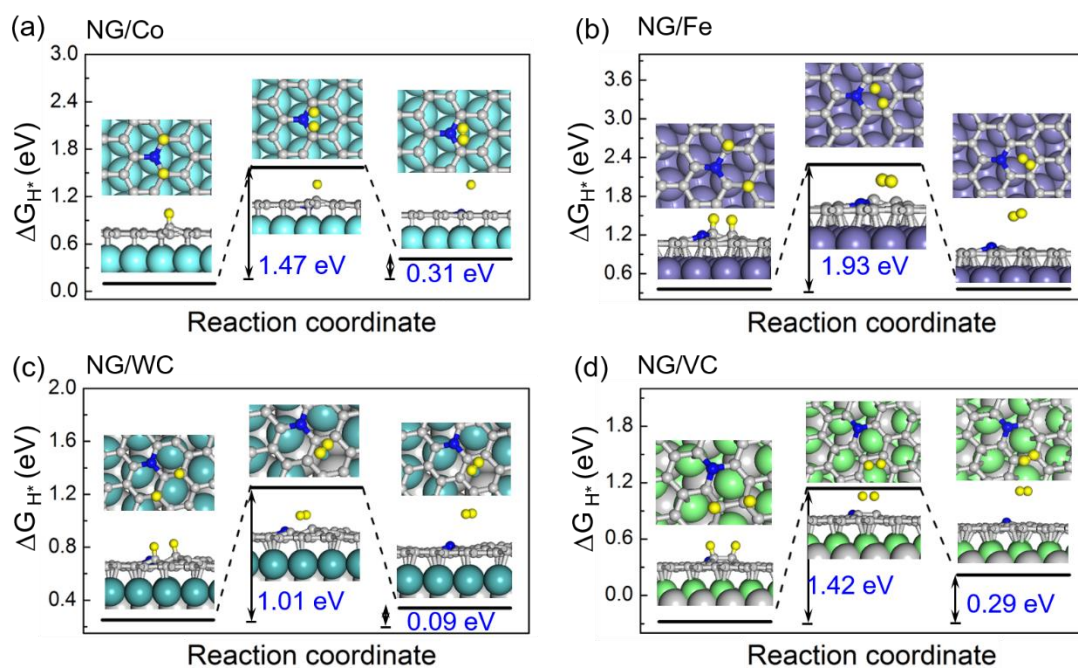 (a) NG/Co
3.0
2.4
1.8
1.2
0.6
0.0
ΔG_H* (eV)
1.47 eV
0.31 eV
Reaction coordinate
(b) NG/Fe
3.6
3.0
2.4
1.8
1.2
0.6
ΔG_H* (eV)
1.93 eV
Reaction coordinate
(c) NG/WC
2.0
1.6
1.2
0.8
0.4
ΔG_H* (eV)
1.01 eV
0.09 eV
Reaction coordinate
(d) NG/VC
1.8
1.2
0.6
0.0
ΔG_H* (eV)
1.42 eV
0.29 eV
Reaction coordinate